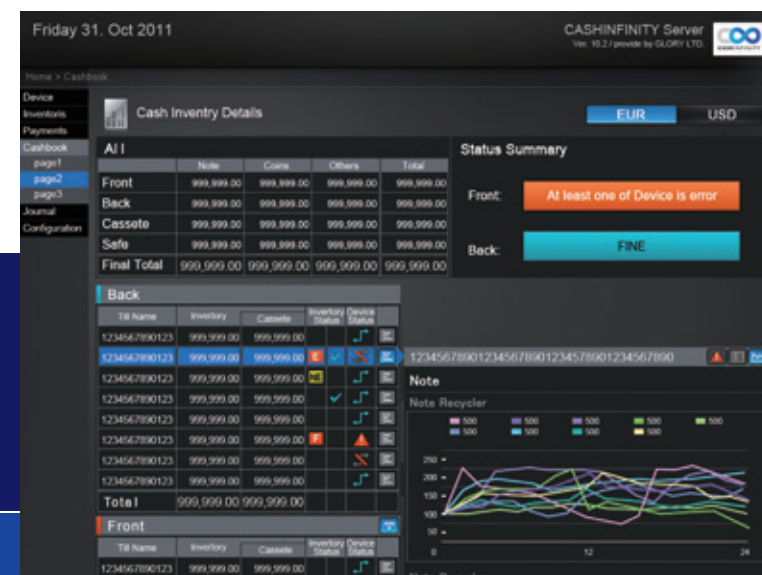 Friday 31. Oct 2011
CASHINFINITY Server
Ver. 10.2 / provide by GLORY LTD.
CASHINFINITY
Home > Cashbook
Device
Inventoris
Payments
Cashbook
page1
page2
page3
Journal
Configuration
Cash Inventry Details
EUR USD
All
Note Coins Others Total
Front 999,999.00 999,999.00 999,999.00 999,999.00
Back 999,999.00 999,999.00 999,999.00 999,999.00
Cassete 999,999.00 999,999.00 999,999.00 999,999.00
Safe 999,999.00 999,999.00 999,999.00 999,999.00
Final Total 999,999.00 999,999.00 999,999.00 999,999.00
Status Summary
Front: At least one of Device is error
Back: FINE
Back
Till Name Inventory Cassete Inventory Status Device Status
1234567890123 999,999.00 999,999.00
1234567890123 999,999.00 999,999.00 E
1234567890123 999,999.00 999,999.00 NE
1234567890123 999,999.00 999,999.00
1234567890123 999,999.00 999,999.00
1234567890123 999,999.00 999,999.00 F
1234567890123 999,999.00 999,999.00
1234567890123 999,999.00 999,999.00
Total 999,999.00 999,999.00
1234567890123456789012345678901234567890
Note
Note Recycler
500 500 500 500 500
500 500 500 500
250
200
150
100
50
0 12 24
Front
Till Name Inventory Cassete Inventory Status Device Status
1234567890123 999,999.00 999,999.00